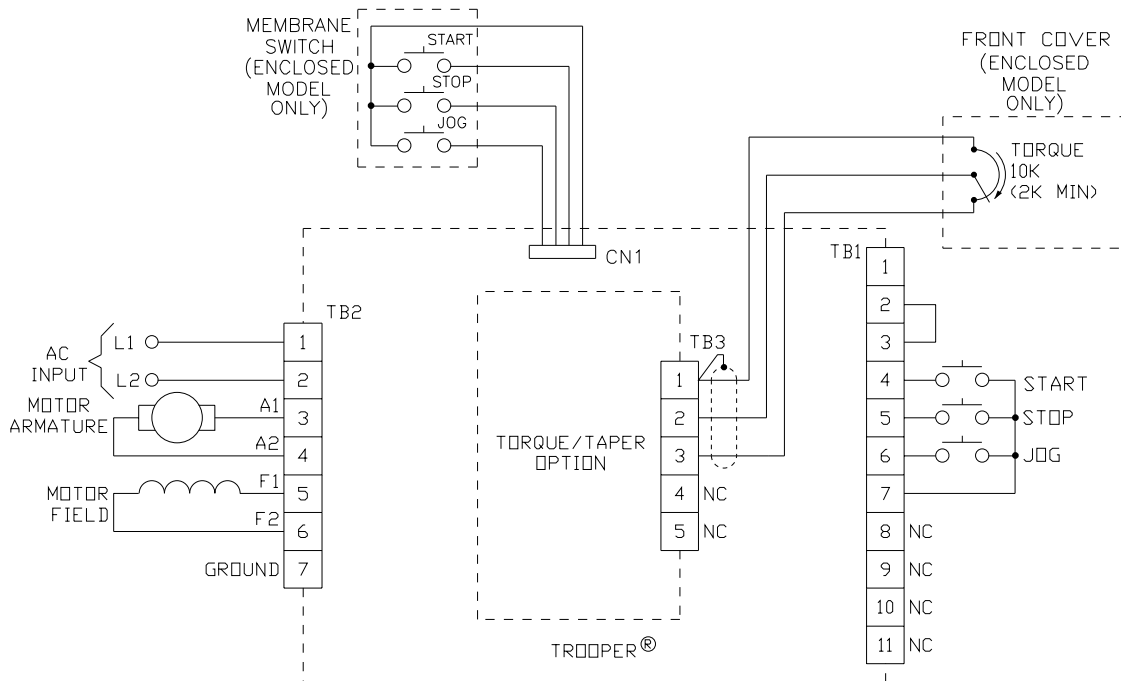 MEMBRANE
SWITCH
(ENCLOSED
MODEL
ONLY)
START
STOP
JOG
FRONT COVER
(ENCLOSED
MODEL
ONLY)
TORQUE
10K
(2K MIN)
CN1
TB1
1
2
3
4
5
6
7
8
9
10
11
START
STOP
JOG
NC
NC
NC
NC
TB2
1
2
3
4
5
6
7
AC
INPUT
L1
L2
MOTOR
ARMATURE
A1
A2
MOTOR
FIELD
F1
F2
GROUND
TORQUE/TAPER
OPTION
TB3
1
2
3
4
5
NC
NC
TROOPER®